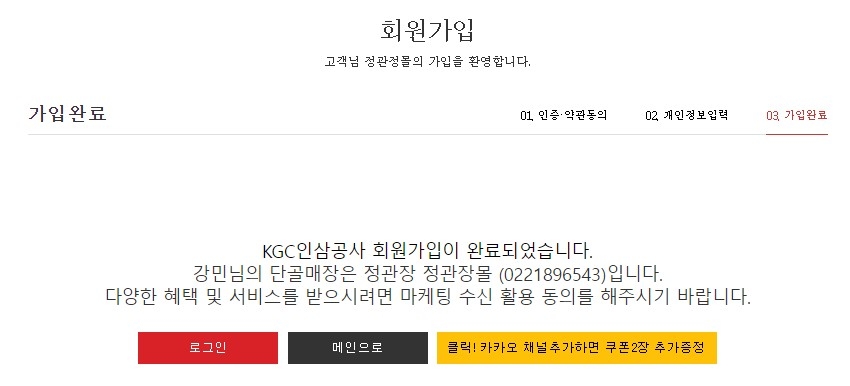 회원가입
고객님 정관정몰의 가입을 환영합니다.
가입완료
01. 인증·약관동의
02. 개인정보입력
03. 가입완료
KGC인삼공사 회원가입이 완료되었습니다.
강민님의 단골매장은 정관장 정관장몰 (0221896543)입니다.
다양한 혜택 및 서비스를 받으시려면 마케팅 수신 활용 동의를 해주시기 바랍니다.
로그인
메인으로
클릭! 카카오 채널추가하면 쿠폰2장 추가증정